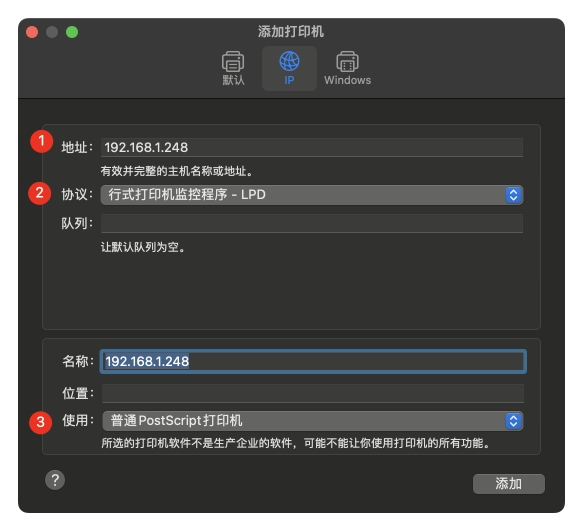 添加打印机
默认
IP
Windows
1
地址: 192.168.1.248
有效并完整的主机名称或地址。
2
协议: 行式打印机监控程序 – LPD
队列:
让默认队列为空。
名称: 192.168.1.248
位置:
3
使用: 普通PostScript打印机
所选的打印机软件不是生产企业的软件，可能不能让你使用打印机的所有功能。
?
添加